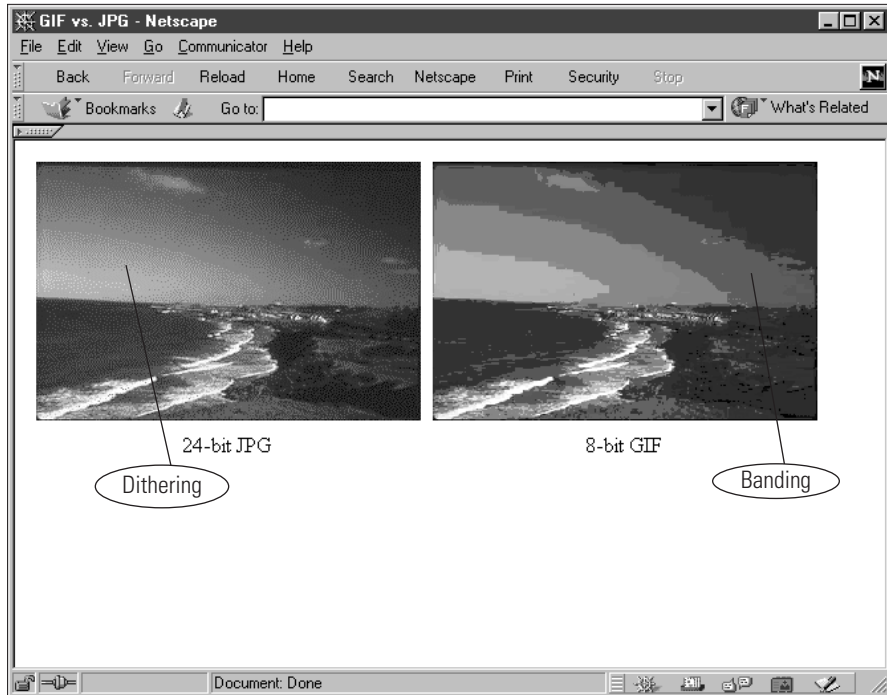 GIF vs. JPG - Netscape
File Edit View Go Communicator Help
Back Forward Reload Home Search Netscape Print Security Stop N
Bookmarks Go to: What's Related
24-bit JPG 8-bit GIF
Dithering Banding
Document: Done